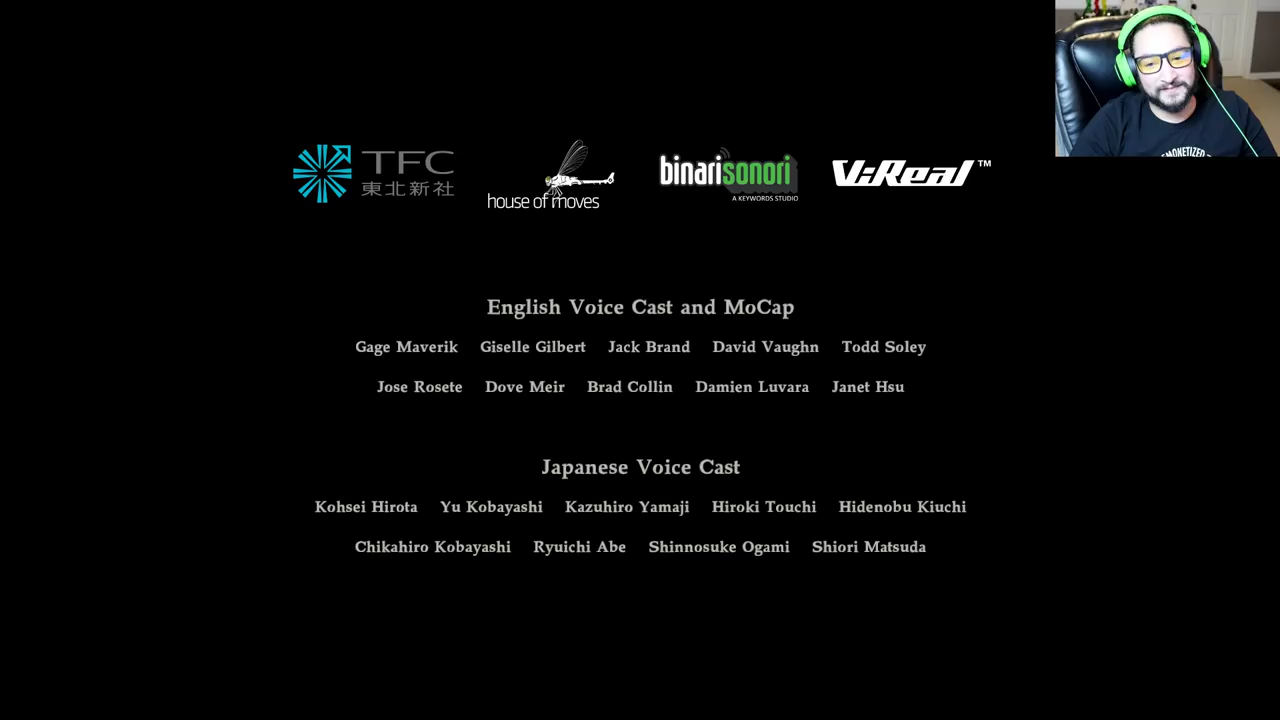 TFC
東北新社
house of moves
binarisonori
A KEYWORDS STUDIO
V:Real™
English Voice Cast and MoCap
Gage Maverik Giselle Gilbert Jack Brand David Vaughn Todd Soley
Jose Rosete Dove Meir Brad Collin Damien Luvara Janet Hsu
Japanese Voice Cast
Kohsei Hirota Yu Kobayashi Kazuhiro Yamaji Hiroki Touchi Hidenobu Kiuchi
Chikahiro Kobayashi Ryuichi Abe Shinnosuke Ogami Shiori Matsuda